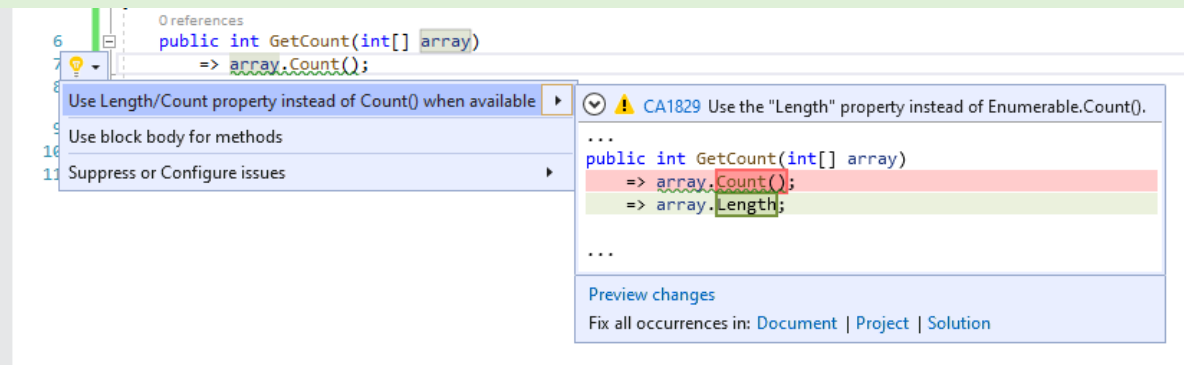 0 references
6 public int GetCount(int[] array)
7 => array.Count();
8
Use Length/Count property instead of Count() when available
9
Use block body for methods
10
11 Suppress or Configure issues
CA1829 Use the "Length" property instead of Enumerable.Count().
...
public int GetCount(int[] array)
=> array.Count();
=> array.Length;
...
Preview changes
Fix all occurrences in: Document | Project | Solution